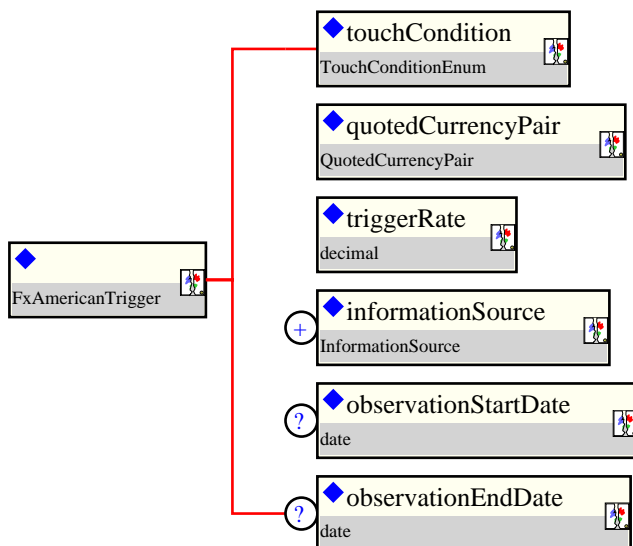 touchCondition
TouchConditionEnum
quotedCurrencyPair
QuotedCurrencyPair
triggerRate
decimal
FxAmericanTrigger
+
informationSource
InformationSource
?
observationStartDate
date
?
observationEndDate
date